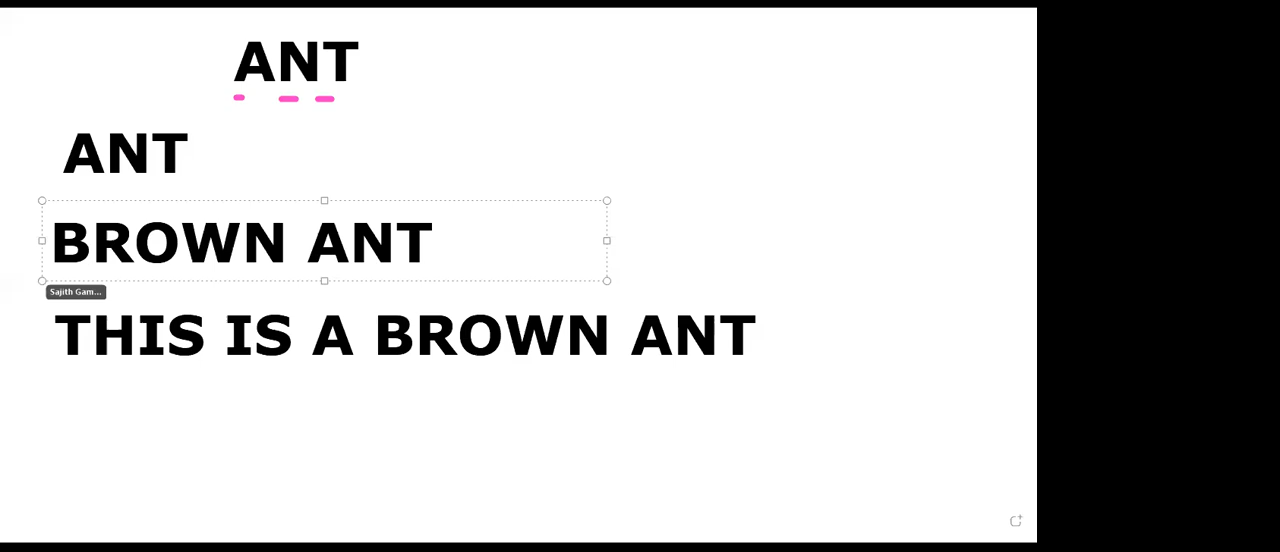 ANT
ANT
BROWN ANT
Sajith Gam...
THIS IS A BROWN ANT